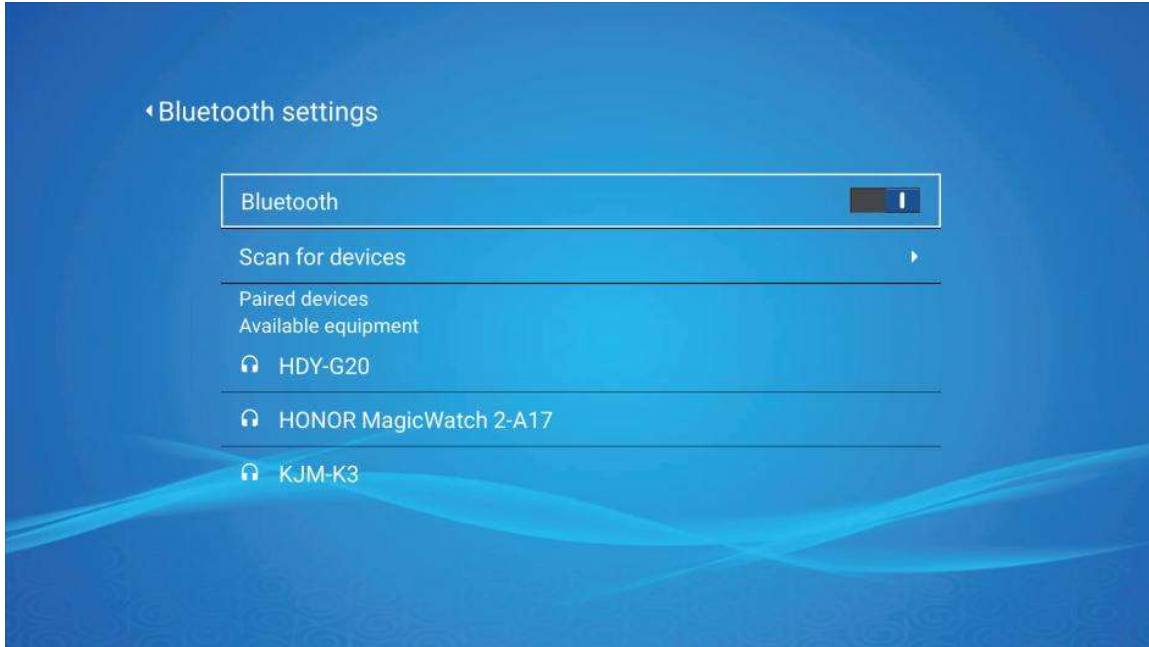 Bluetooth settings
Bluetooth
Scan for devices
Paired devices
Available equipment
HDY-G20
HONOR MagicWatch 2-A17
KJM-K3